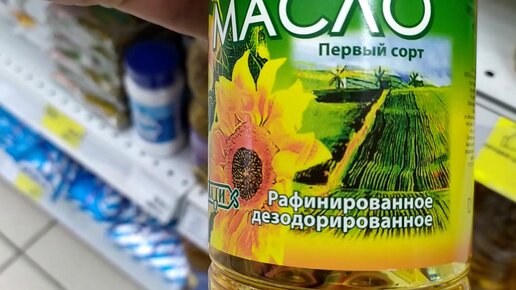 МАСЛО
Первый сорт
Рафинированное
дезодорированное